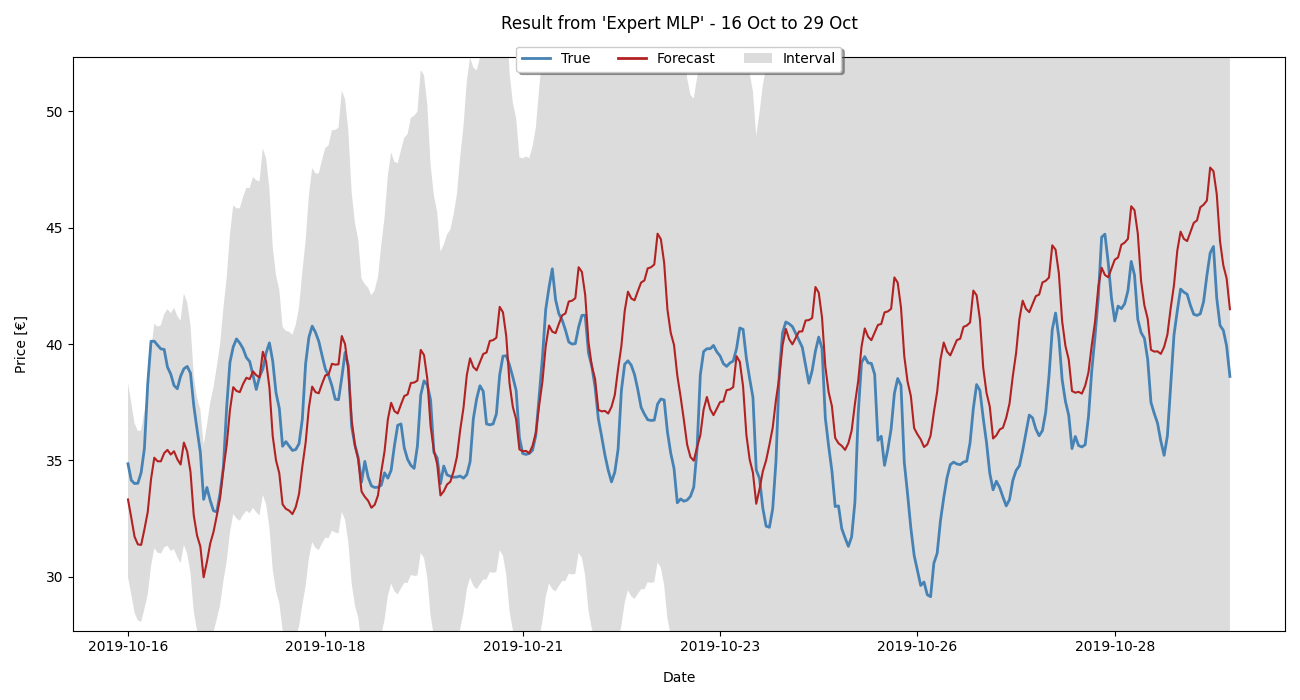 Result from 'Expert MLP' - 16 Oct to 29 Oct
True Forecast Interval
50
45
40
35
30
Price [€]
2019-10-16 2019-10-18 2019-10-21 2019-10-23 2019-10-26 2019-10-28
Date